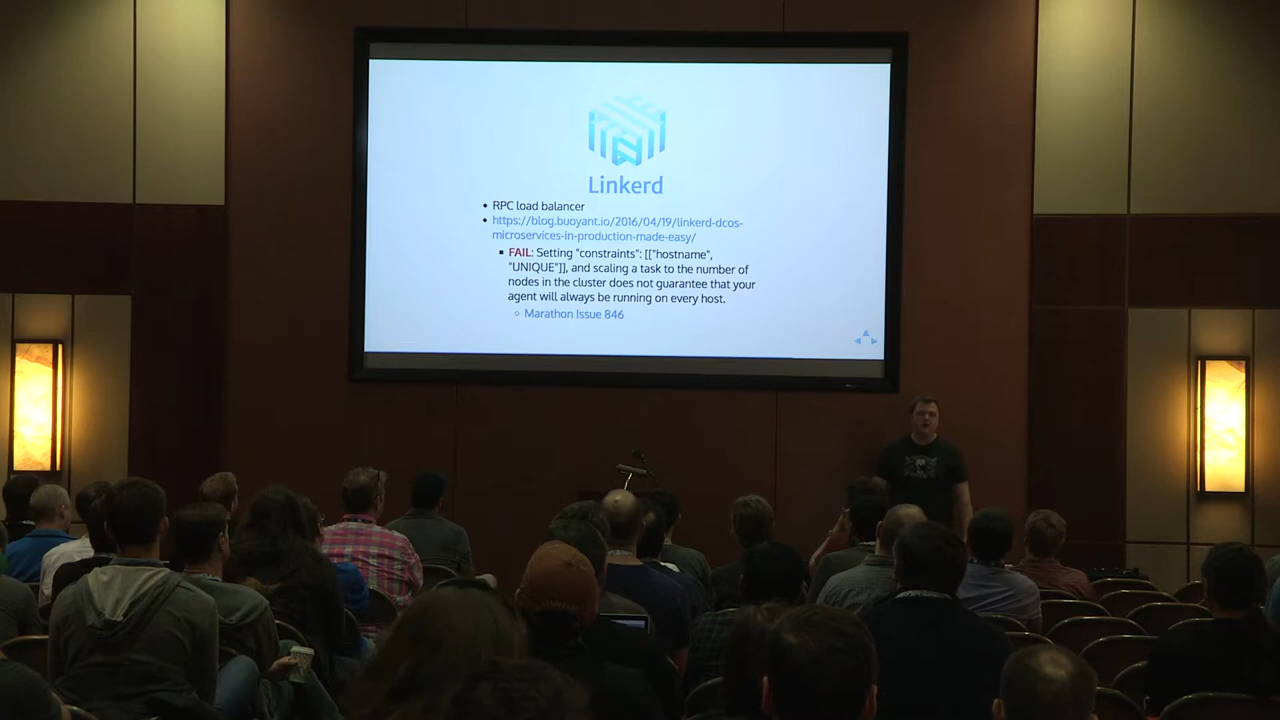 Linkerd
• RPC load balancer
• https://blog.buoyant.io/2016/04/19/linkerd-dcos-
microservices-in-production-made-easy/
▪ FAIL: Setting "constraints": [["hostname",
"UNIQUE"]], and scaling a task to the number of
nodes in the cluster does not guarantee that your
agent will always be running on every host.
○ Marathon Issue 846